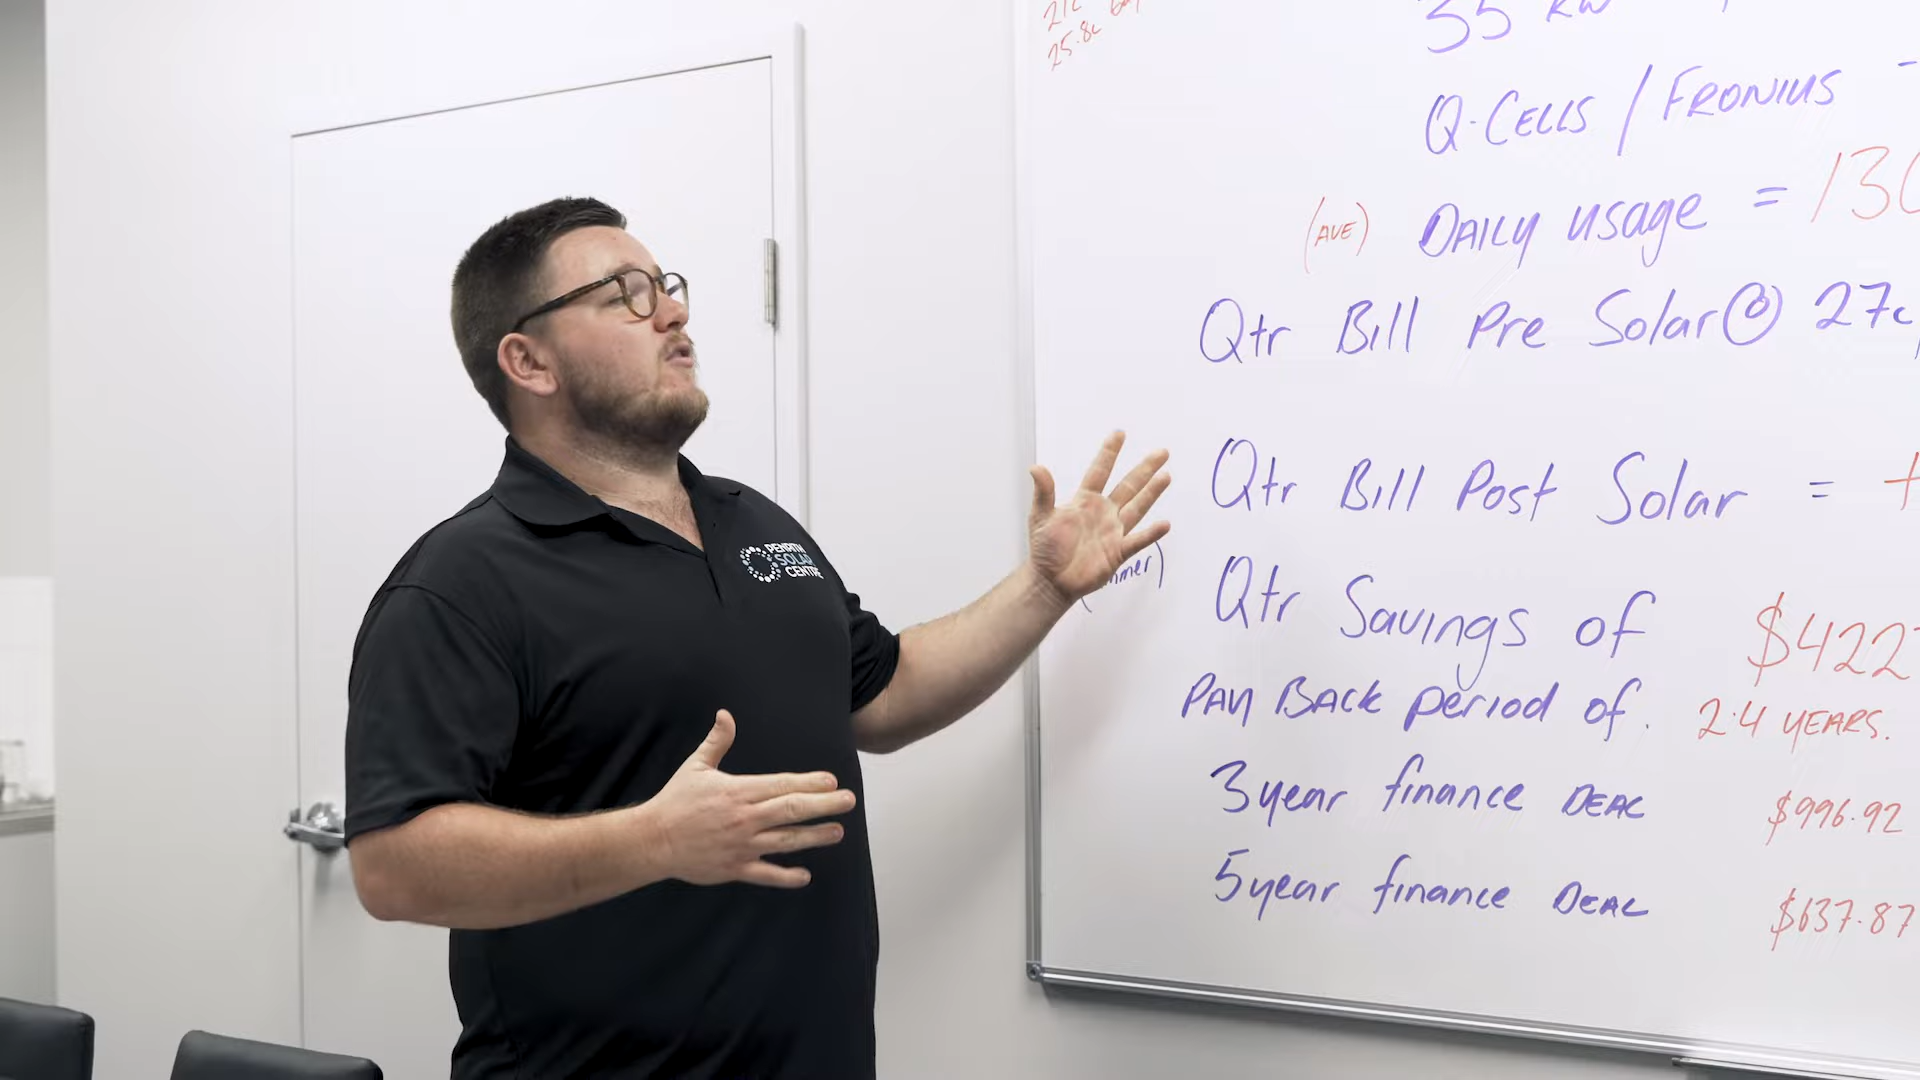 25.8c
35 kW
Q-CELLS / FRONIUS -
(AVE) DAILY usage = 130
Qtr Bill Pre Solar @ 27c
Qtr Bill Post Solar = +
Qtr Savings of $422
PAY BACK period of. 2.4 YEARS.
3 year finance DEAL $996.92
5 year finance DEAL $637.87
PENRITH
SOLAR
CENTRE